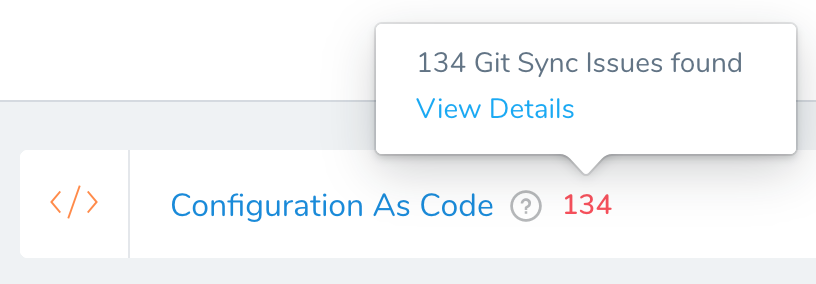 134 Git Sync Issues found
View Details
</> Configuration As Code ? 134